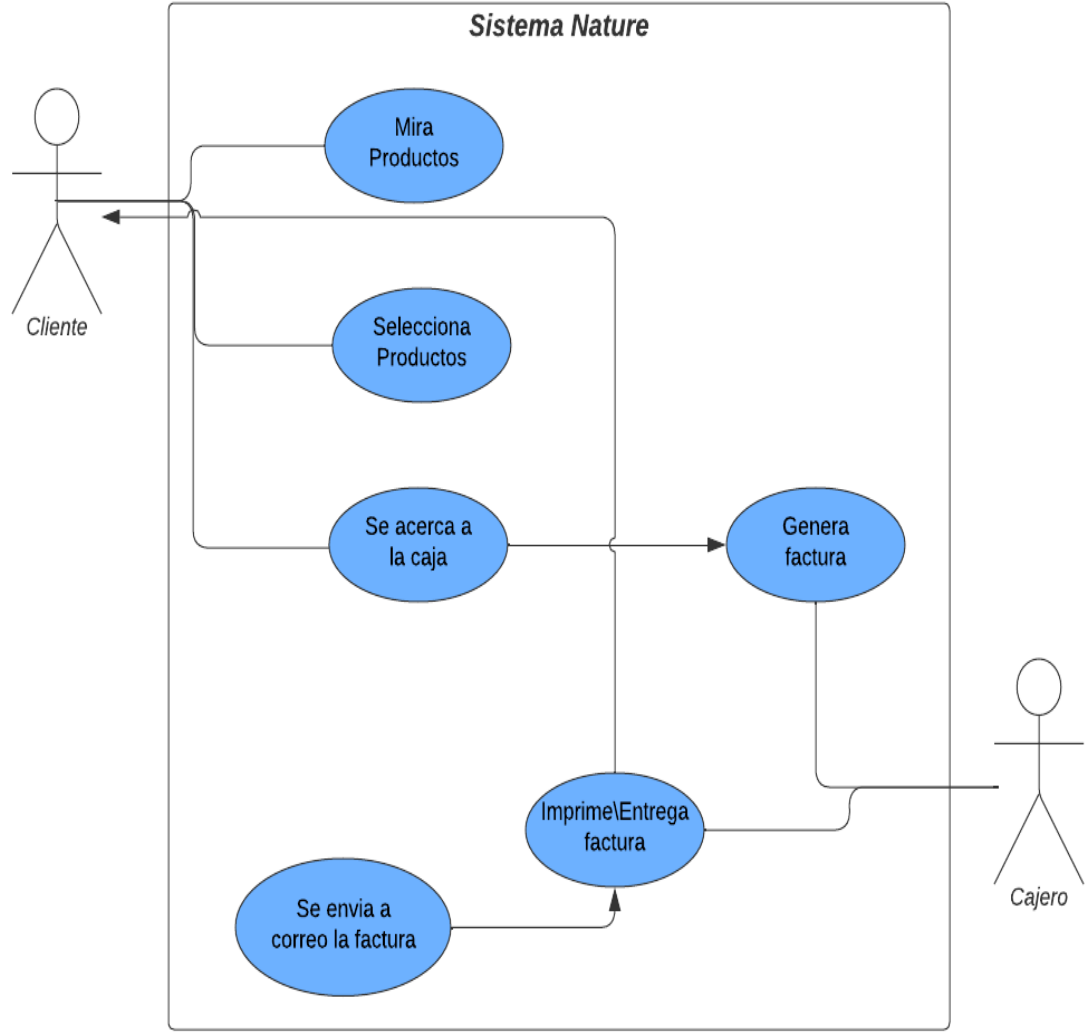 Sistema Nature
Mira
Productos
Cliente
Selecciona
Productos
Se acerca a
la caja
Genera
factura
Imprime\Entrega
factura
Cajero
Se envia a
correo la factura